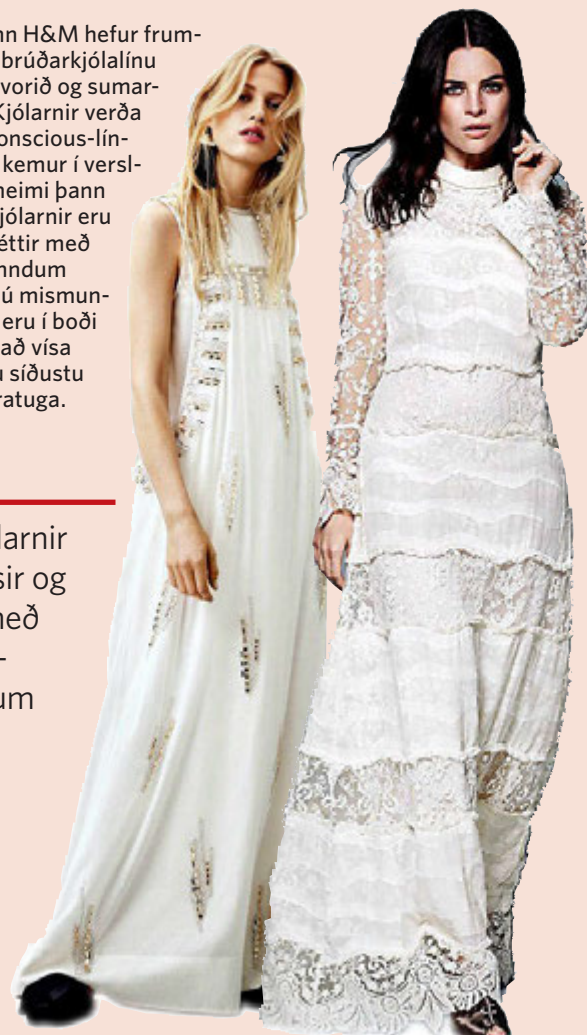 nn H&M hefur frum-
brúðarkjólalínu
vorið og sumar-
Kjólarnir verða
onscious-lín-
kemur í versl-
heimi þann
jólarnir eru
éttir með
nndum
ú mismun-
eru í boði
að vísa
u síðustu
ratuga.
larnir
sir og
með
-
um